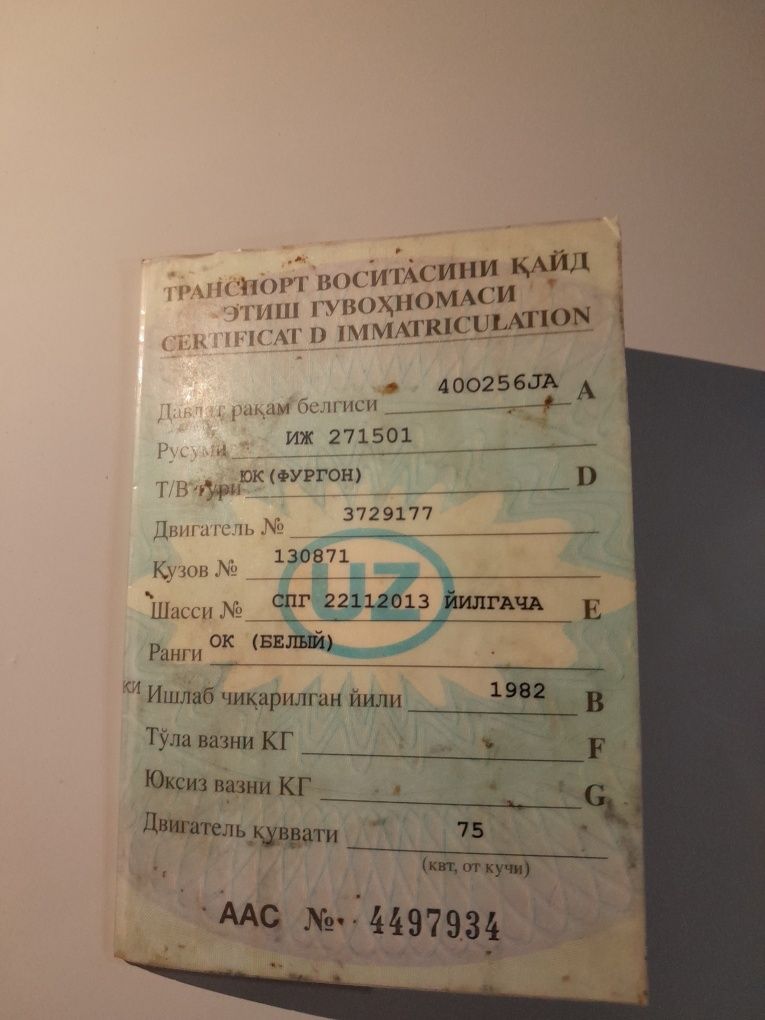 ТРАНСПОРТ ВОСИТАСИНИ ҚАЙД
ЭТИШ ГУВОҲНОМАСИ
CERTIFICAT D IMMATRICULATION
Давлат рақам белгиси 40O256JA A
Русуми ИЖ 271501
Т/В тури ЮК(ФУРГОН) D
Двигатель № 3729177
Кузов № 130871
UZ
Шасси № СПГ 22112013 ЙИЛГАЧА E
Ранги ОК (БЕЛЫЙ)
ки Ишлаб чиқарилган йили 1982 B
Тўла вазни КГ F
Юксиз вазни КГ G
Двигатель қуввати 75
(квт, от кучи)
ААС № 4497934